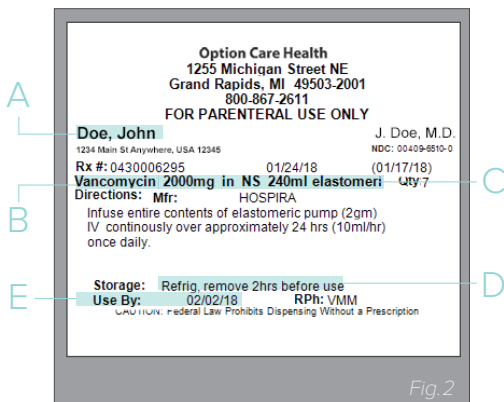 Option Care Health
1255 Michigan Street NE
Grand Rapids, MI 49503-2001
800-867-2611
FOR PARENTERAL USE ONLY
A
Doe, John J. Doe, M.D.
1234 Main St Anywhere, USA 12345 NDC: 00409-6510-0
Rx #: 0430006295 01/24/18 (01/17/18)
B Vancomycin 2000mg in NS 240ml elastomeri Qty:7 C
Directions: Mfr: HOSPIRA
Infuse entire contents of elastomeric pump (2gm)
IV continously over approximately 24 hrs (10ml/hr)
once daily.
Storage: Refrig, remove 2hrs before use D
E Use By: 02/02/18 RPh: VMM
CAUTION: Federal Law Prohibits Dispensing Without a Prescription
Fig.2